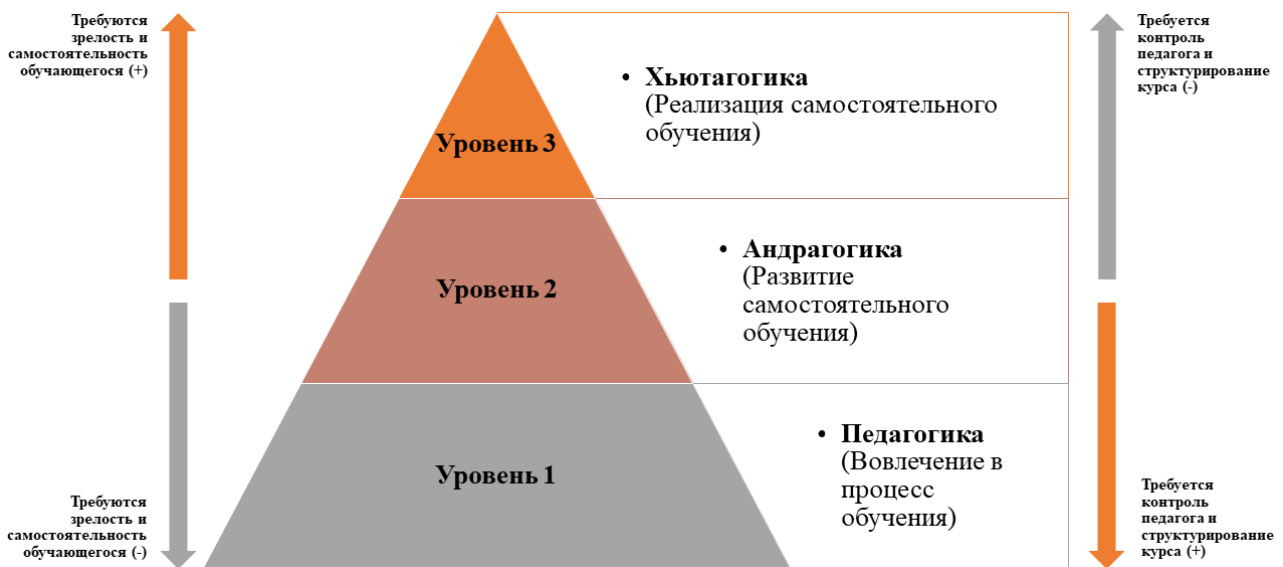 Требуются
зрелость и
самостоятельность
обучающегося (+)
Требуется
контроль
педагога и
структурирование
курса (-)
Уровень 3
• Хьютагогика
(Реализация самостоятельного
обучения)
Уровень 2
• Андрагогика
(Развитие
самостоятельного
обучения)
Уровень 1
• Педагогика
(Вовлечение в
процесс
обучения)
Требуются
зрелость и
самостоятельность
обучающегося (-)
Требуется
контроль
педагога и
структурирование
курса (+)